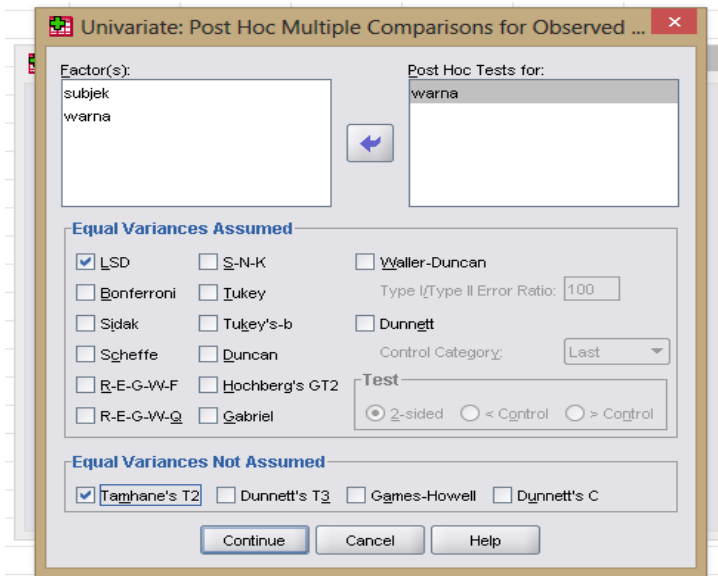 Univariate: Post Hoc Multiple Comparisons for Observed ...
Factor(s):
subjek
warna
Post Hoc Tests for:
warna
Equal Variances Assumed
LSD S-N-K Waller-Duncan
Bonferroni Tukey Type I/Type II Error Ratio: 100
Sidak Tukey's-b Dunnett
Scheffe Duncan Control Category: Last
R-E-G-W-F Hochberg's GT2 Test
R-E-G-W-Q Gabriel 2-sided < Control > Control
Equal Variances Not Assumed
Tamhane's T2 Dunnett's T3 Games-Howell Dunnett's C
Continue Cancel Help